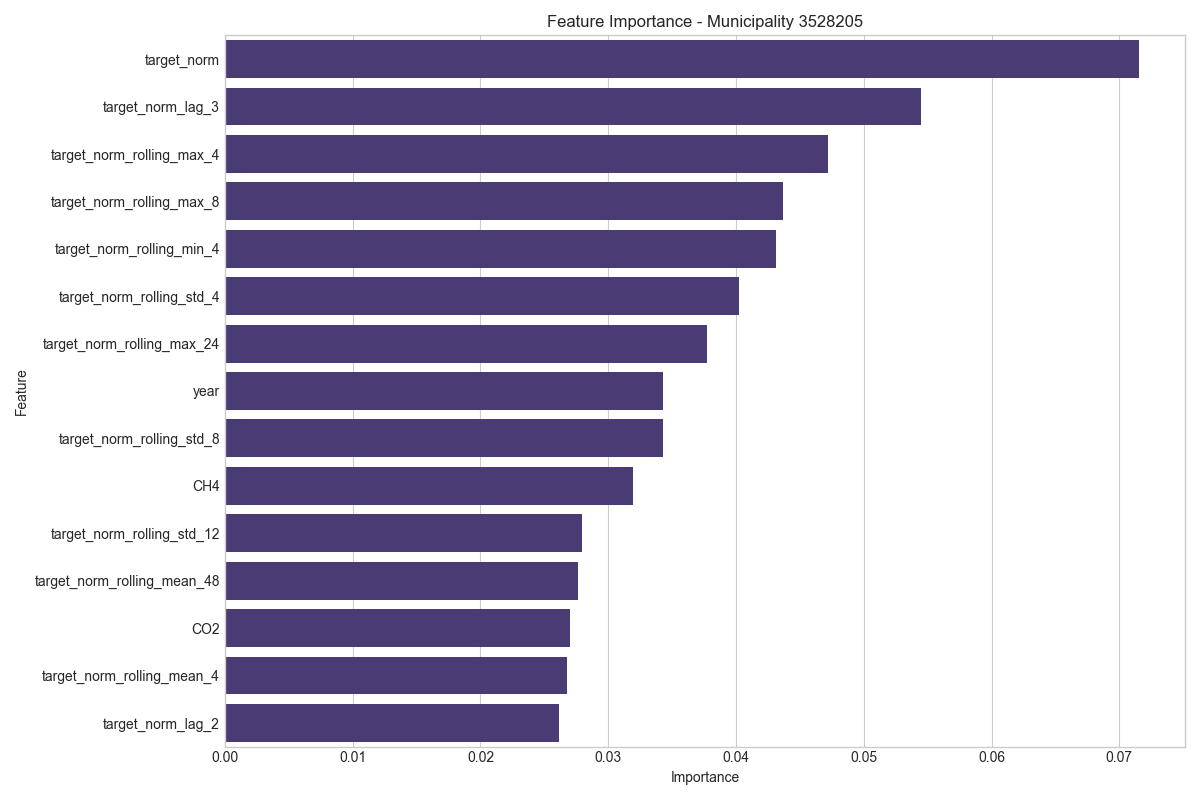 Feature Importance - Municipality 3528205
target_norm
target_norm_lag_3
target_norm_rolling_max_4
target_norm_rolling_max_8
target_norm_rolling_min_4
target_norm_rolling_std_4
target_norm_rolling_max_24
year
target_norm_rolling_std_8
CH4
target_norm_rolling_std_12
target_norm_rolling_mean_48
CO2
target_norm_rolling_mean_4
target_norm_lag_2
Feature
0.00 0.01 0.02 0.03 0.04 0.05 0.06 0.07
Importance